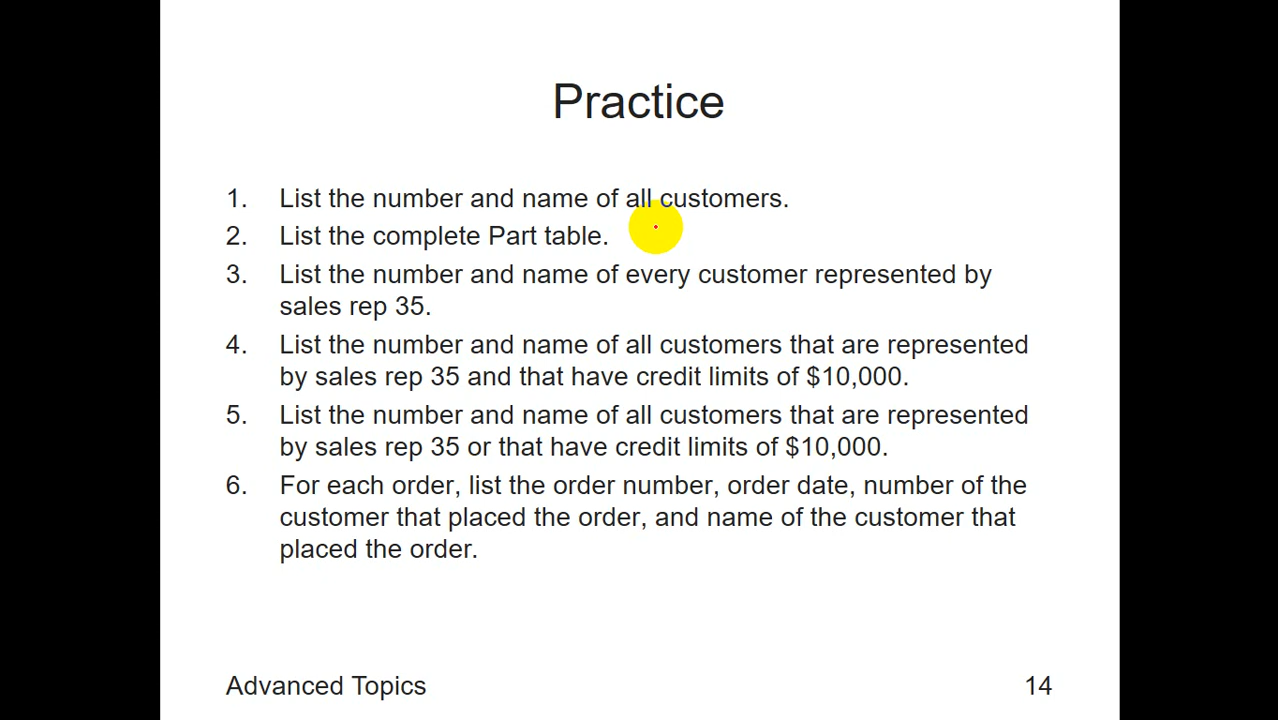 Practice
1. List the number and name of all customers.
2. List the complete Part table.
3. List the number and name of every customer represented by
sales rep 35.
4. List the number and name of all customers that are represented
by sales rep 35 and that have credit limits of $10,000.
5. List the number and name of all customers that are represented
by sales rep 35 or that have credit limits of $10,000.
6. For each order, list the order number, order date, number of the
customer that placed the order, and name of the customer that
placed the order.
Advanced Topics 14